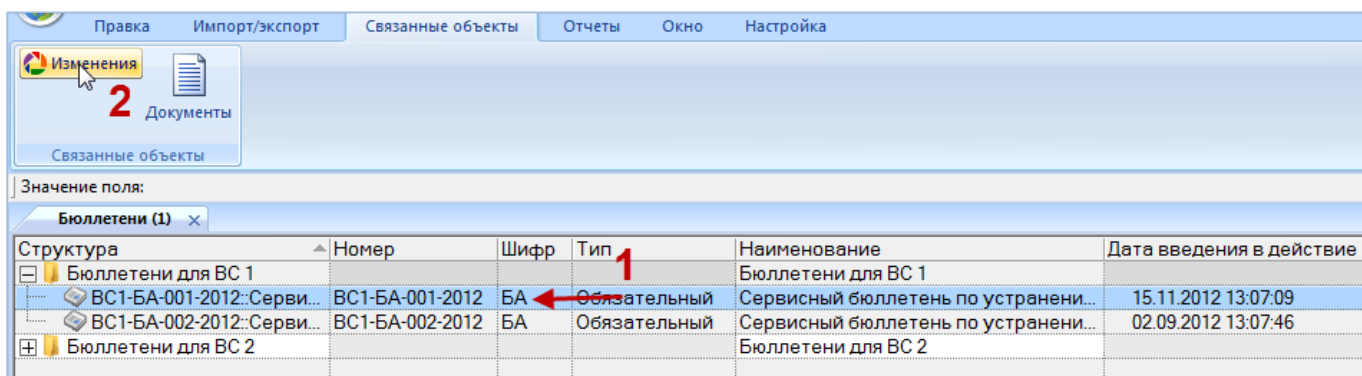 Правка Импорт/экспорт Связанные объекты Отчеты Окно Настройка
Изменения
2
Документы
Связанные объекты
Значение поля:
Бюллетени (1)
Структура Номер Шифр Тип Наименование Дата введения в действие
1
Бюллетени для ВС 1 Бюллетени для ВС 1
ВС1-БА-001-2012::Серви... ВС1-БА-001-2012 БА Обязательный Сервисный бюллетень по устранени... 15.11.2012 13:07:09
ВС1-БА-002-2012::Серви... ВС1-БА-002-2012 БА Обязательный Сервисный бюллетень по устранени... 02.09.2012 13:07:46
Бюллетени для ВС 2 Бюллетени для ВС 2